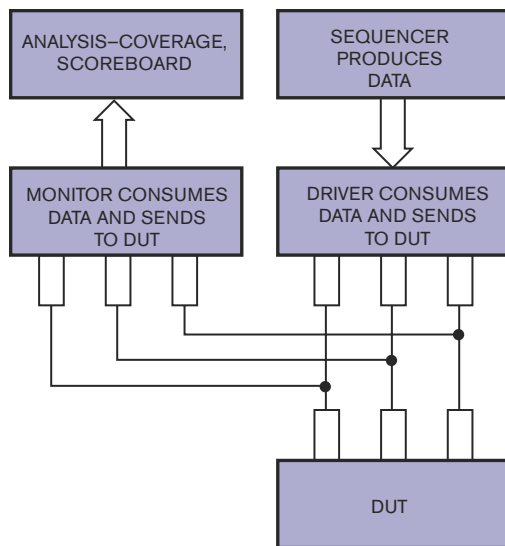 ANALYSIS–COVERAGE,
SCOREBOARD
SEQUENCER
PRODUCES
DATA
MONITOR CONSUMES
DATA AND SENDS
TO DUT
DRIVER CONSUMES
DATA AND SENDS
TO DUT
DUT